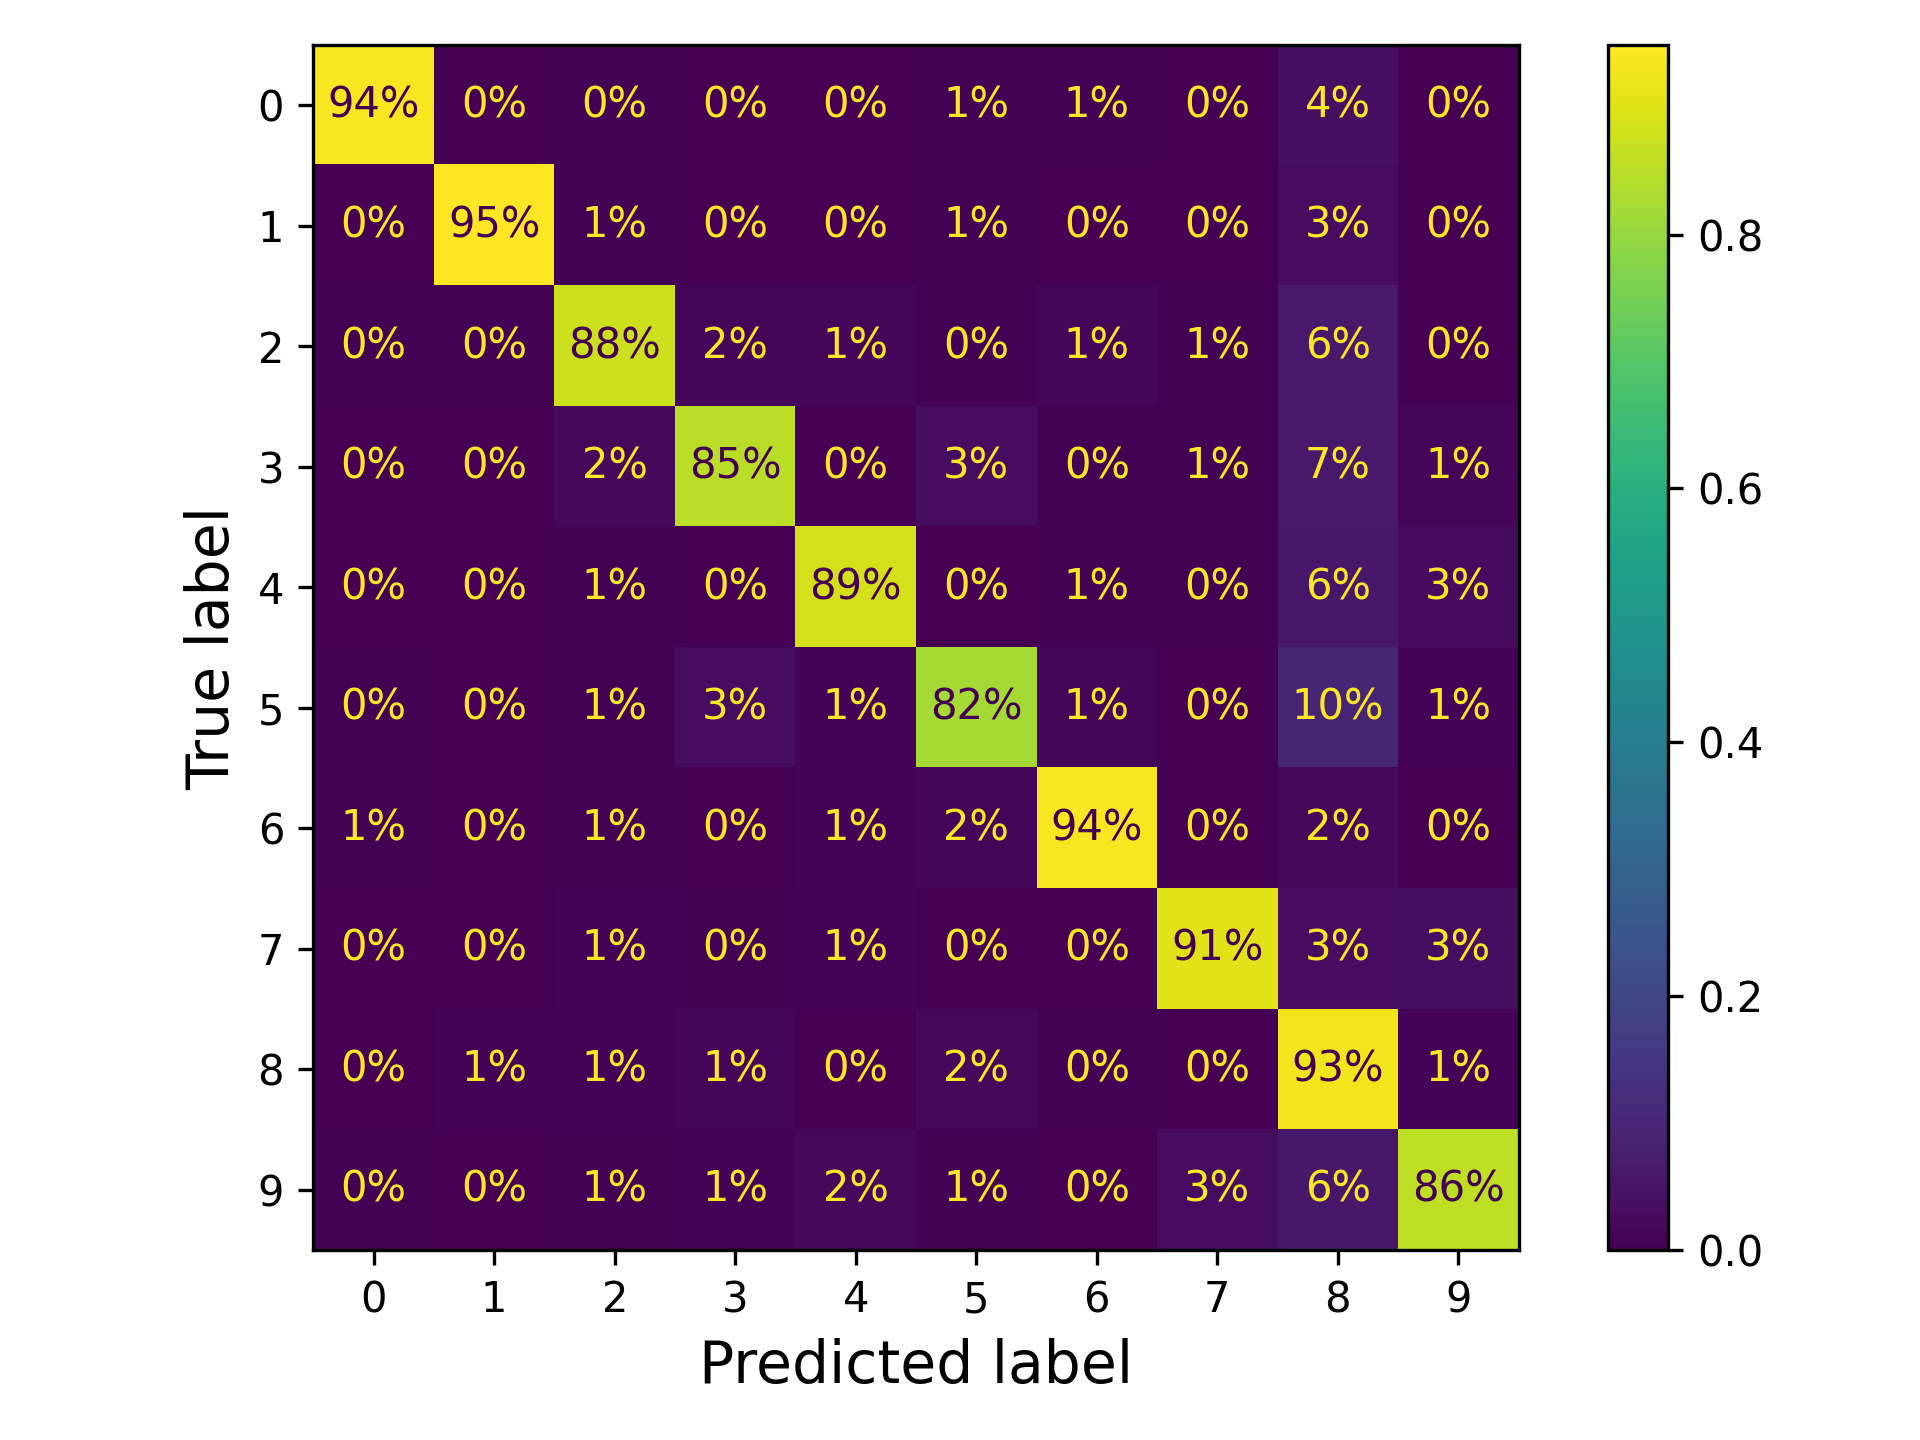 0 94% 0% 0% 0% 0% 1% 1% 0% 4% 0%
1 0% 95% 1% 0% 0% 1% 0% 0% 3% 0%
2 0% 0% 88% 2% 1% 0% 1% 1% 6% 0%
3 0% 0% 2% 85% 0% 3% 0% 1% 7% 1%
4 0% 0% 1% 0% 89% 0% 1% 0% 6% 3%
5 0% 0% 1% 3% 1% 82% 1% 0% 10% 1%
6 1% 0% 1% 0% 1% 2% 94% 0% 2% 0%
7 0% 0% 1% 0% 1% 0% 0% 91% 3% 3%
8 0% 1% 1% 1% 0% 2% 0% 0% 93% 1%
9 0% 0% 1% 1% 2% 1% 0% 3% 6% 86%
0 1 2 3 4 5 6 7 8 9
Predicted label
True label
0.8
0.6
0.4
0.2
0.0